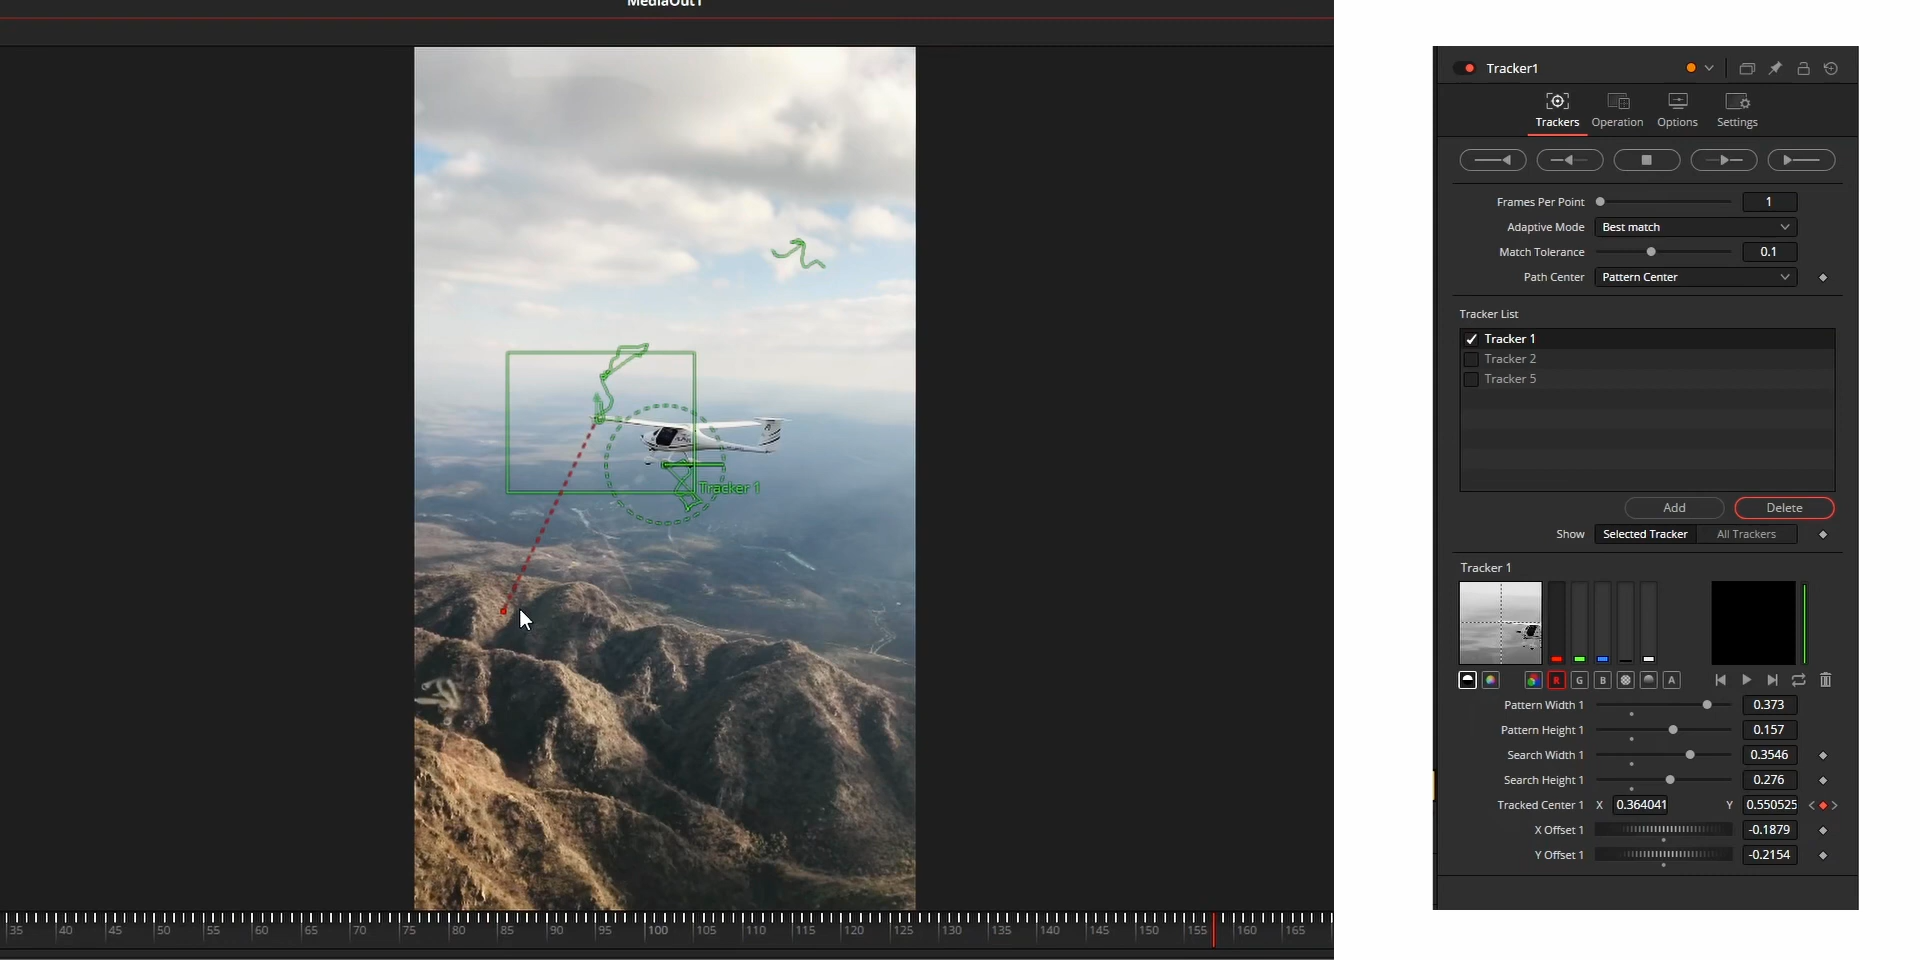 MediaOut1
Tracker 1
35 40 45 50 55 60 65 70 75 80 85 90 95 100 105 110 115 120 125 130 135 140 145 150 155 160 165
Tracker1
Trackers Operation Options Settings
Frames Per Point 1
Adaptive Mode Best match
Match Tolerance 0.1
Path Center Pattern Center
Tracker List
Tracker 1
Tracker 2
Tracker 5
Add Delete
Show Selected Tracker All Trackers
Tracker 1
R G B A
Pattern Width 1 0.373
Pattern Height 1 0.157
Search Width 1 0.3546
Search Height 1 0.276
Tracked Center 1 X 0.364041 Y 0.550525
X Offset 1 -0.1879
Y Offset 1 -0.2154